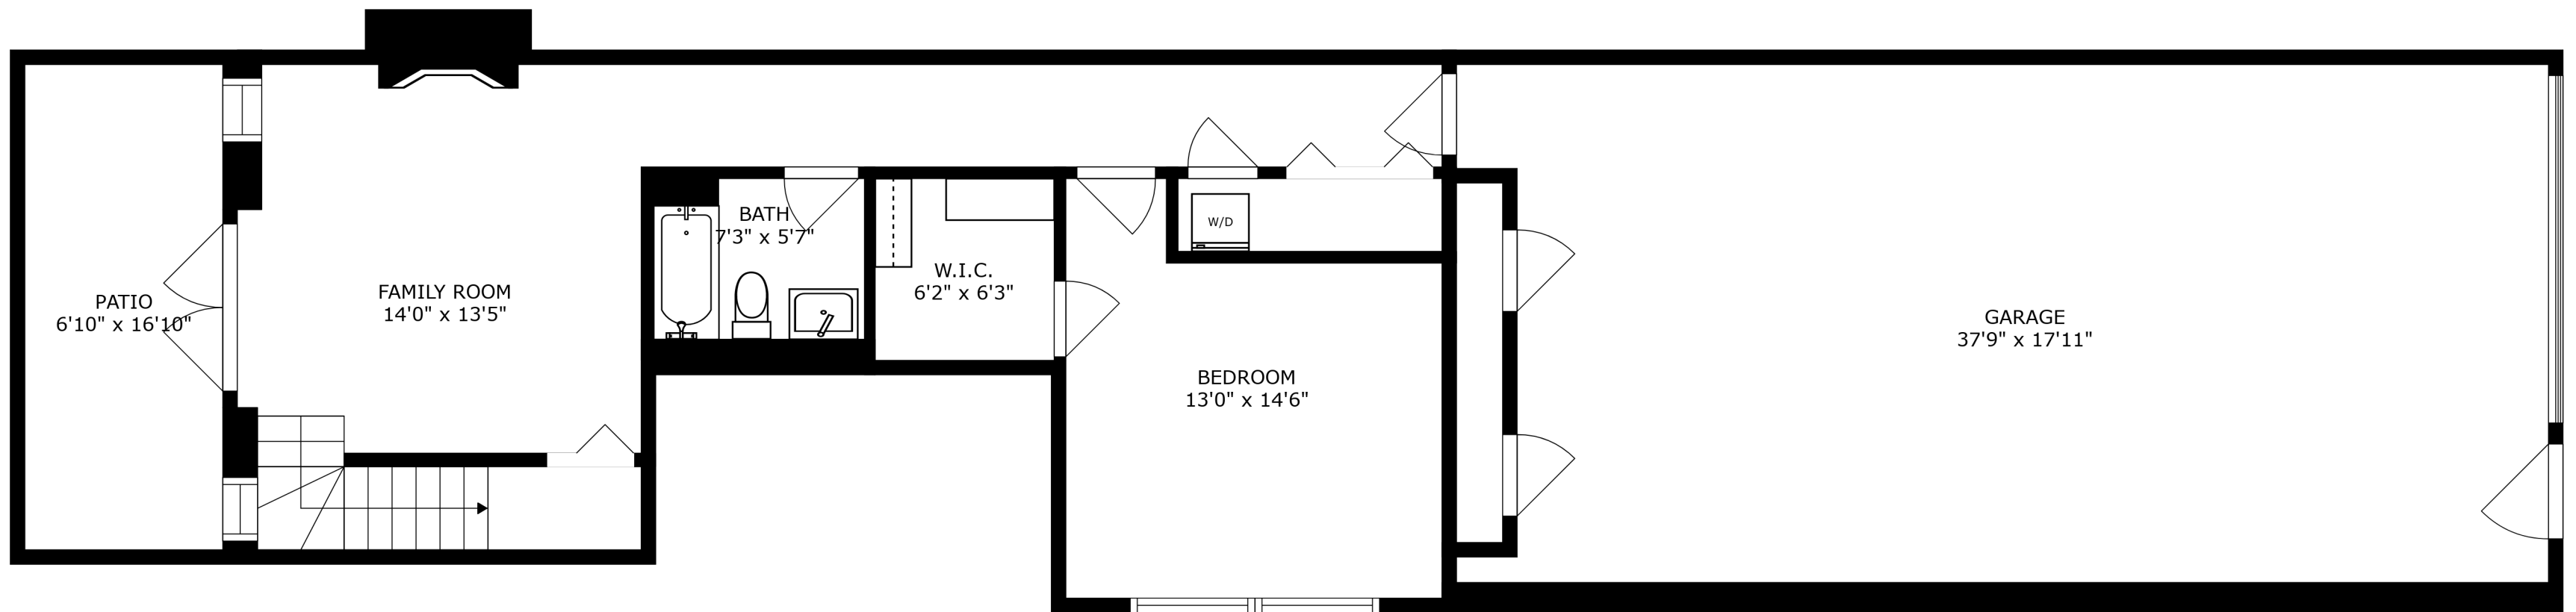 PATIO
6'10" x 16'10"
FAMILY ROOM
14'0" x 13'5"
BATH
7'3" x 5'7"
W.I.C.
6'2" x 6'3"
W/D
BEDROOM
13'0" x 14'6"
GARAGE
37'9" x 17'11"